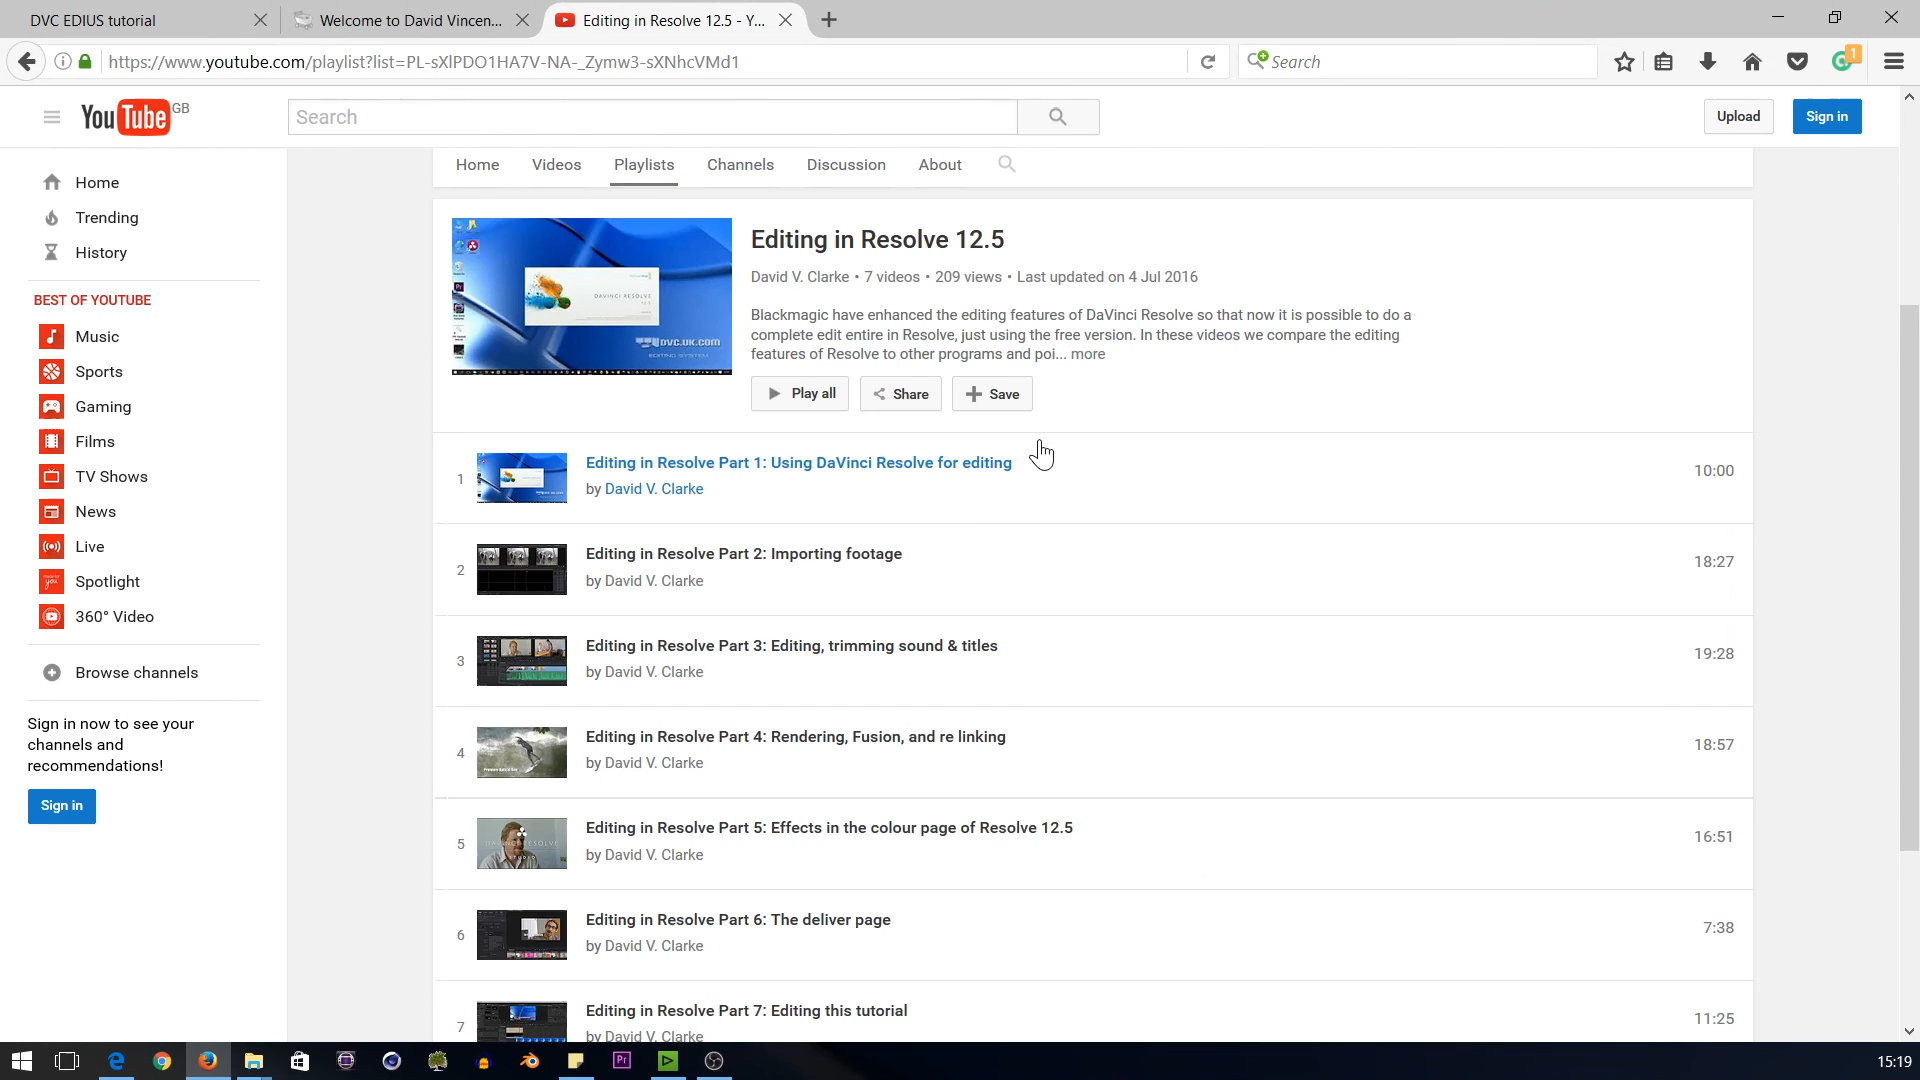 DVC EDIUS tutorial
Welcome to David Vincen...
Editing in Resolve 12.5 - Y...
https://www.youtube.com/playlist?list=PL-sXlPDO1HA7V-NA-_Zymw3-sXNhcVMd1
Search
1
YouTube GB
Search
Upload
Sign in
Home
Videos
Playlists
Channels
Discussion
About
Home
Trending
History
BEST OF YOUTUBE
Music
Sports
Gaming
Films
TV Shows
News
Live
Spotlight
360° Video
Browse channels
Sign in now to see your
channels and
recommendations!
Sign in
DAVINCI RESOLVE
12.5
DVC.UK.COM
EDITING SYSTEM
Editing in Resolve 12.5
David V. Clarke • 7 videos • 209 views • Last updated on 4 Jul 2016
Blackmagic have enhanced the editing features of DaVinci Resolve so that now it is possible to do a
complete edit entire in Resolve, just using the free version. In these videos we compare the editing
features of Resolve to other programs and poi... more
Play all
Share
Save
1
Editing in Resolve Part 1: Using DaVinci Resolve for editing
by David V. Clarke
10:00
2
Editing in Resolve Part 2: Importing footage
by David V. Clarke
18:27
3
Editing in Resolve Part 3: Editing, trimming sound & titles
by David V. Clarke
19:28
4
Editing in Resolve Part 4: Rendering, Fusion, and re linking
by David V. Clarke
18:57
5
Editing in Resolve Part 5: Effects in the colour page of Resolve 12.5
by David V. Clarke
16:51
6
Editing in Resolve Part 6: The deliver page
by David V. Clarke
7:38
7
Editing in Resolve Part 7: Editing this tutorial
by David V. Clarke
11:25
Pr
15:19